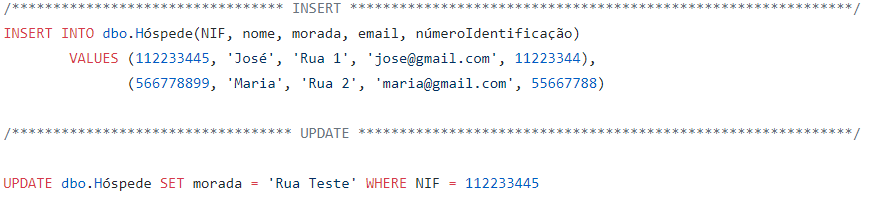 /********************************* INSERT *************************************************************/
INSERT INTO dbo.Hóspede(NIF, nome, morada, email, númeroIdentificação)
        VALUES (112233445, 'José', 'Rua 1', 'jose@gmail.com', 11223344),
               (566778899, 'Maria', 'Rua 2', 'maria@gmail.com', 55667788)
/********************************** UPDATE ************************************************************/
UPDATE dbo.Hóspede SET morada = 'Rua Teste' WHERE NIF = 112233445